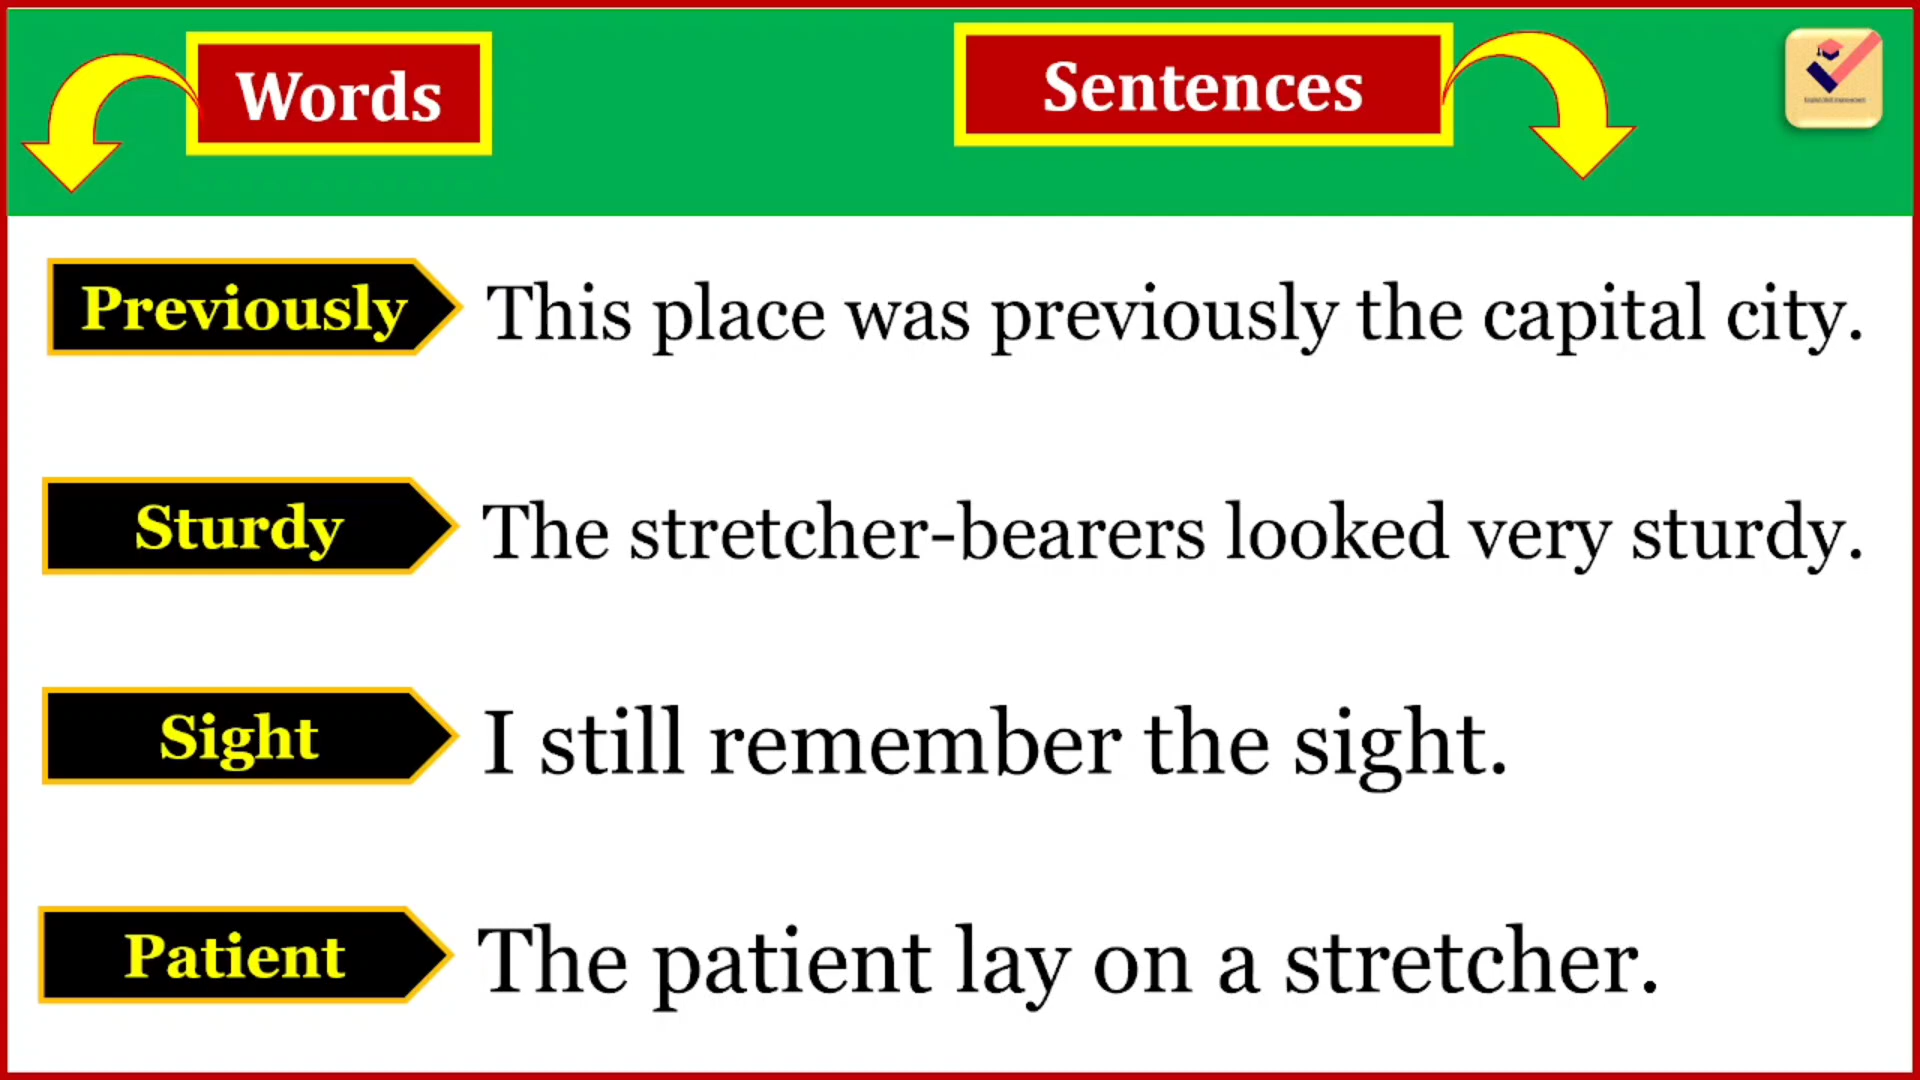 Words
Sentences
Previously
This place was previously the capital city.
Sturdy
The stretcher-bearers looked very sturdy.
Sight
I still remember the sight.
Patient
The patient lay on a stretcher.